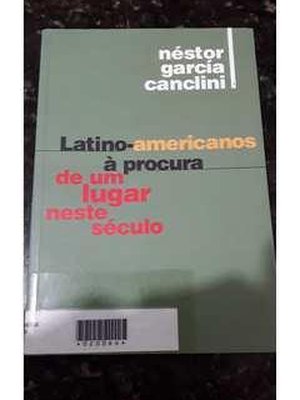 néstor
garcía
canclini
Latino-americanos
à procura
de um
lugar
neste
século